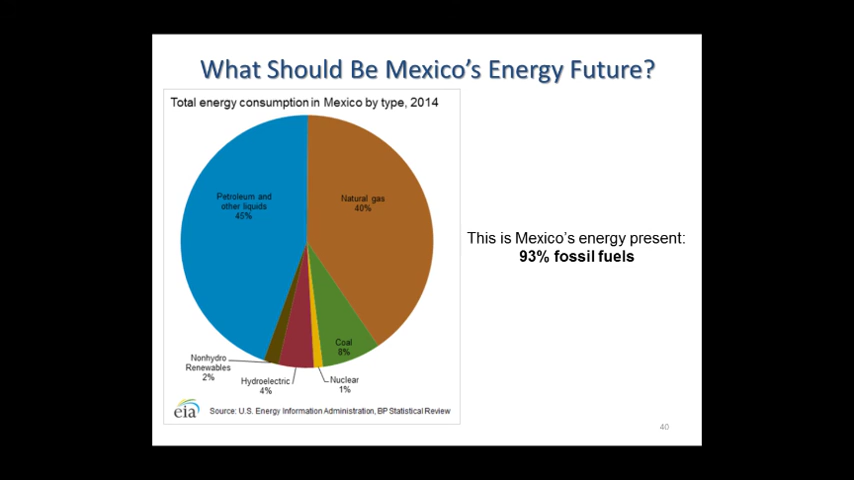 What Should Be Mexico's Energy Future?
Total energy consumption in Mexico by type, 2014
Petroleum and
other liquids
45%
Natural gas
40%
This is Mexico's energy present:
93% fossil fuels
Coal
8%
Nonhydro
Renewables
2%
Hydroelectric
4%
Nuclear
1%
eia
Source: U.S. Energy Information Administration, BP Statistical Review
40